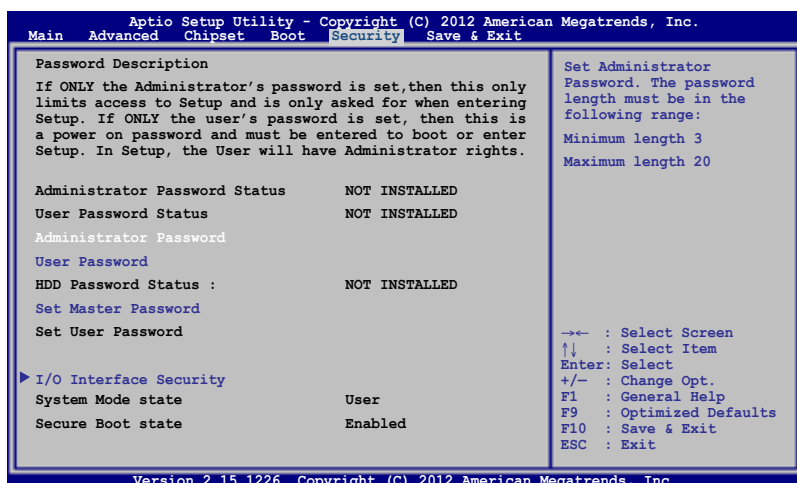 Aptio Setup Utility - Copyright (C) 2012 American Megatrends, Inc.
Main Advanced Chipset Boot Security Save & Exit
Password Description
If ONLY the Administrator's password is set,then this only
limits access to Setup and is only asked for when entering
Setup. If ONLY the user's password is set, then this is
a power on password and must be entered to boot or enter
Setup. In Setup, the User will have Administrator rights.
Administrator Password Status NOT INSTALLED
User Password Status NOT INSTALLED
Administrator Password
User Password
HDD Password Status : NOT INSTALLED
Set Master Password
Set User Password
I/O Interface Security
System Mode state User
Secure Boot state Enabled
Set Administrator
Password. The password
length must be in the
following range:
Minimum length 3
Maximum length 20
→← : Select Screen
↑↓ : Select Item
Enter: Select
+/— : Change Opt.
F1 : General Help
F9 : Optimized Defaults
F10 : Save & Exit
ESC : Exit
Version 2.15.1226. Copyright (C) 2012 American Megatrends, Inc.